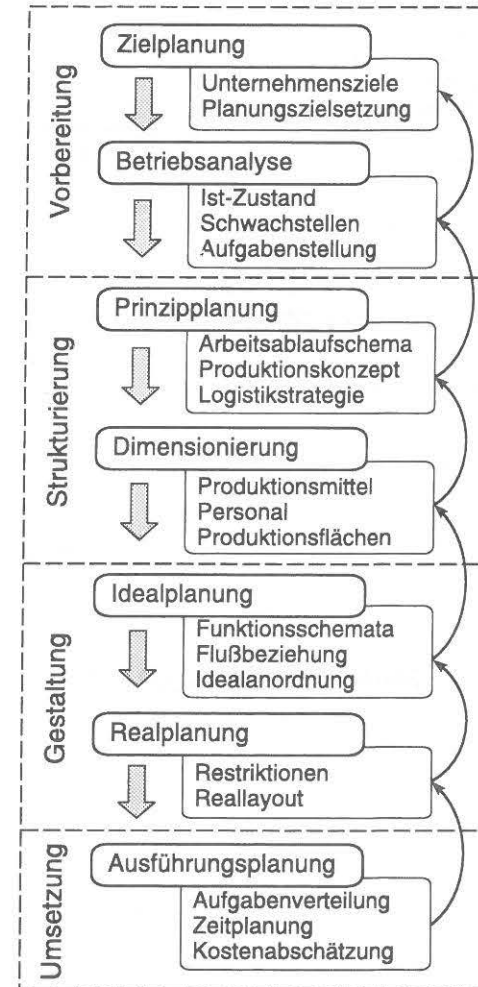 Vorbereitung
Zielplanung
Unternehmensziele
Planungszielsetzung
Betriebsanalyse
Ist-Zustand
Schwachstellen
Aufgabenstellung
Strukturierung
Prinzipplanung
Arbeitsablaufschema
Produktionskonzept
Logistikstrategie
Dimensionierung
Produktionsmittel
Personal
Produktionsflächen
Gestaltung
Idealplanung
Funktionsschemata
Flußbeziehung
Idealanordnung
Realplanung
Restriktionen
Reallayout
Umsetzung
Ausführungsplanung
Aufgabenverteilung
Zeitplanung
Kostenabschätzung